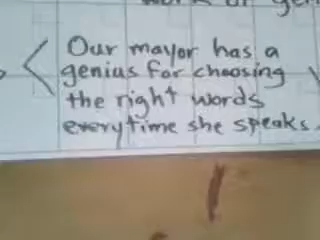 Our mayor has a
genius for choosing
the right words
everytime she speaks.